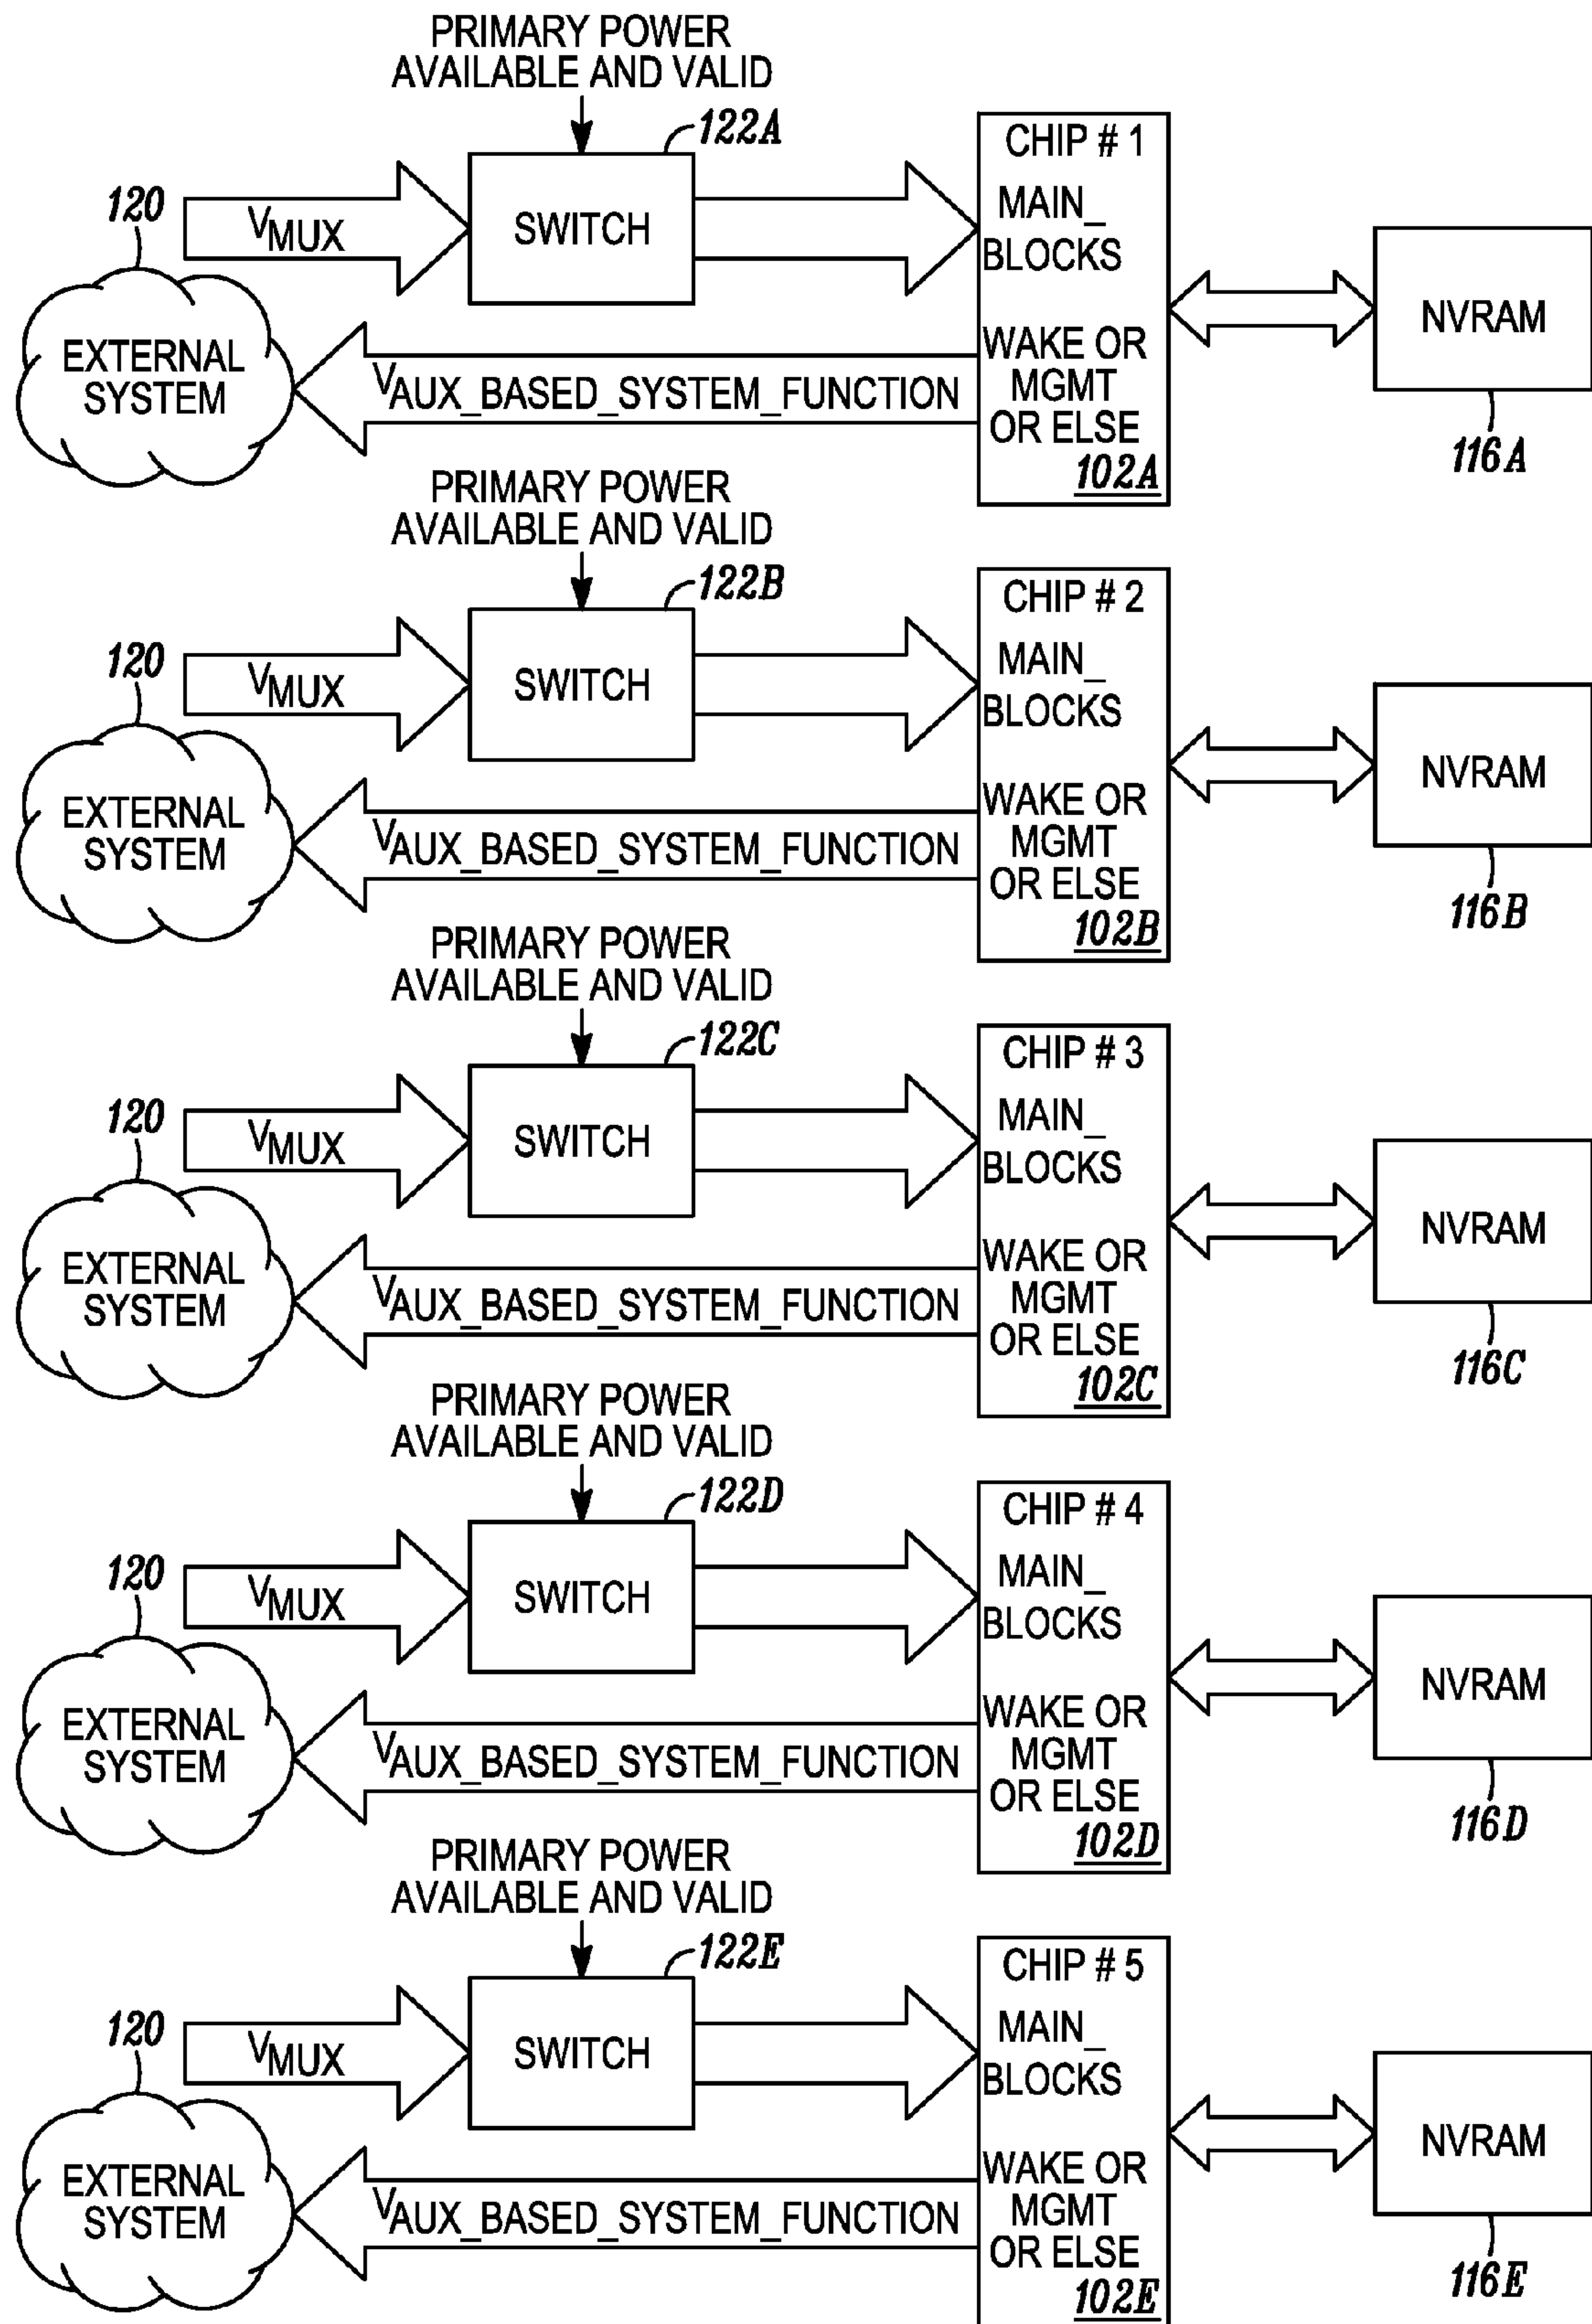 PRIMARY POWER
AVAILABLE AND VALID
122A
CHIP # 1
120
VMUX
SWITCH
MAIN_
BLOCKS
NVRAM
EXTERNAL
SYSTEM
VAUX_BASED_SYSTEM_FUNCTION
WAKE OR
MGMT
OR ELSE
102A
116A
PRIMARY POWER
AVAILABLE AND VALID
122B
CHIP # 2
120
VMUX
SWITCH
MAIN_
BLOCKS
NVRAM
EXTERNAL
SYSTEM
VAUX_BASED_SYSTEM_FUNCTION
WAKE OR
MGMT
OR ELSE
102B
116B
PRIMARY POWER
AVAILABLE AND VALID
122C
CHIP # 3
120
VMUX
SWITCH
MAIN_
BLOCKS
NVRAM
EXTERNAL
SYSTEM
VAUX_BASED_SYSTEM_FUNCTION
WAKE OR
MGMT
OR ELSE
102C
116C
PRIMARY POWER
AVAILABLE AND VALID
122D
CHIP # 4
120
VMUX
SWITCH
MAIN_
BLOCKS
NVRAM
EXTERNAL
SYSTEM
VAUX_BASED_SYSTEM_FUNCTION
WAKE OR
MGMT
OR ELSE
102D
116D
PRIMARY POWER
AVAILABLE AND VALID
122E
CHIP # 5
120
VMUX
SWITCH
MAIN_
BLOCKS
NVRAM
EXTERNAL
SYSTEM
VAUX_BASED_SYSTEM_FUNCTION
WAKE OR
MGMT
OR ELSE
102E
116E